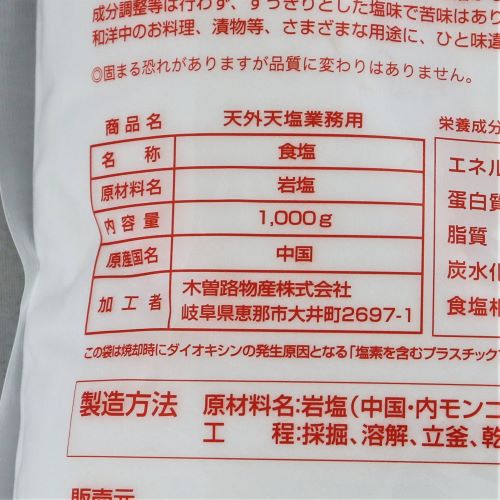 成分調整等は行わず、すっきりとした塩味で苦味はあり
和洋中のお料理、漬物等、さまざまな用途に、ひと味違
◎固まる恐れがありますが品質に変わりはありません。
商品名 天外天塩業務用
名称 食塩
原材料名 岩塩
内容量 1,000g
原産国名 中国
加工者 木曽路物産株式会社
岐阜県恵那市大井町2697-1
栄養成分
エネル
蛋白質
脂質
炭水化
食塩相
この袋は焼却時にダイオキシンの発生原因となる「塩素を含むプラスチック
製造方法 原材料名:岩塩(中国・内モンゴ
工程:採掘、溶解、立釜、乾
販売元